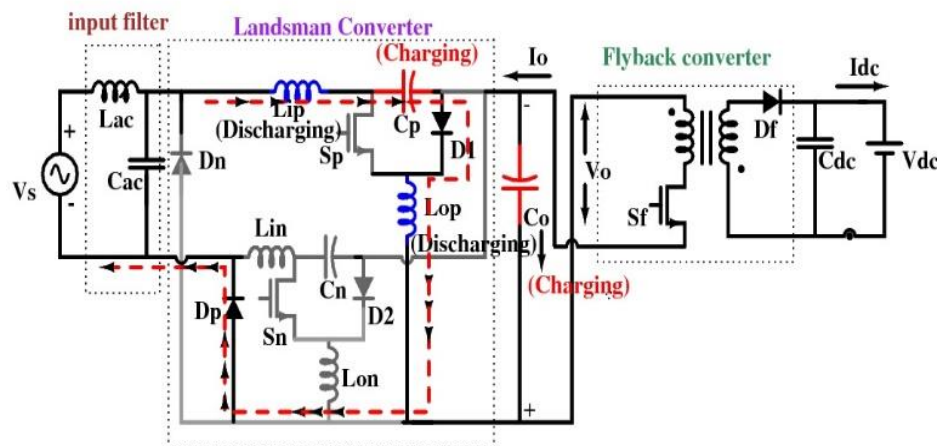 input filter
Landsman Converter
(Charging)
Io
Flyback converter
Idc
Lac
Lip
(Discharging)
Cp
Sp
D1
-
+
Vs
-
Cac
Dn
Lop
(Discharging)
Co
(Charging)
Vo
Sf
Df
Cdc
Vdc
Lin
Cn
Dp
Sn
D2
Lon
+